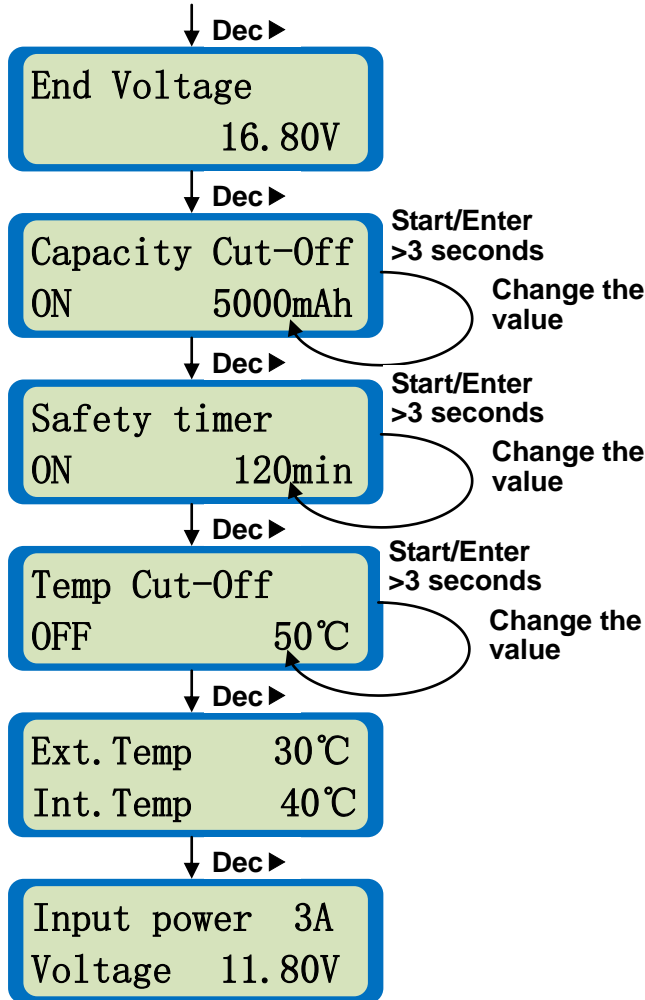 Dec▶
End Voltage
16.80V
Dec▶
Capacity Cut-Off
ON 5000mAh
Start/Enter
>3 seconds
Change the
value
Dec▶
Safety timer
ON 120min
Start/Enter
>3 seconds
Change the
value
Dec▶
Temp Cut-Off
OFF 50℃
Start/Enter
>3 seconds
Change the
value
Dec▶
Ext.Temp 30℃
Int.Temp 40℃
Dec▶
Input power 3A
Voltage 11.80V